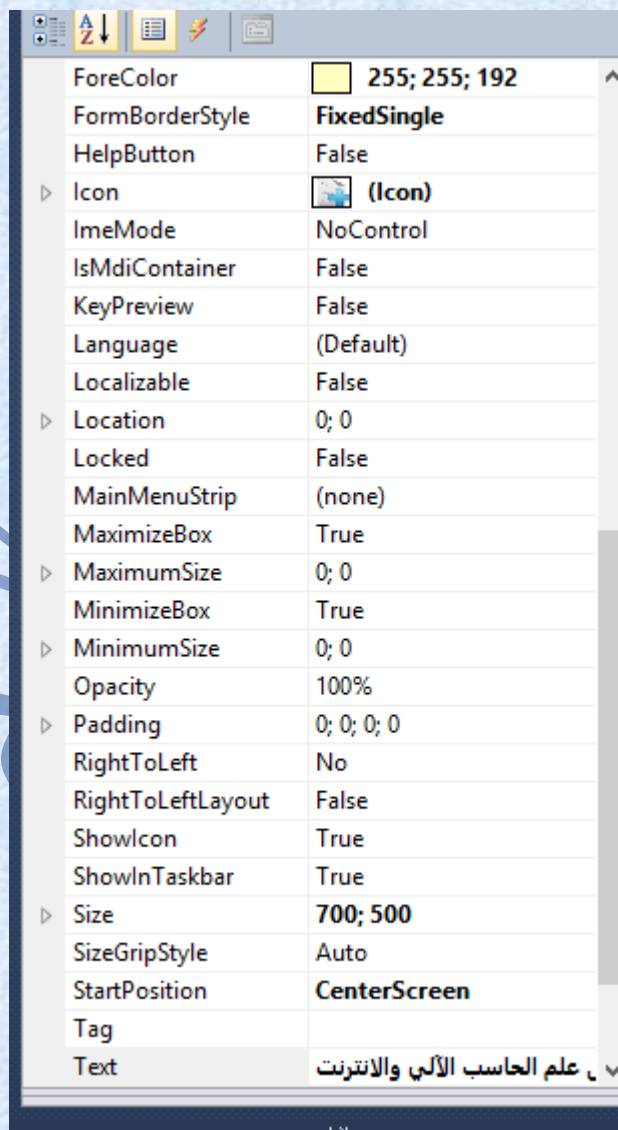 ForeColor 255; 255; 192
FormBorderStyle FixedSingle
HelpButton False
Icon (Icon)
ImeMode NoControl
IsMdiContainer False
KeyPreview False
Language (Default)
Localizable False
Location 0; 0
Locked False
MainMenuStrip (none)
MaximizeBox True
MaximumSize 0; 0
MinimizeBox True
MinimumSize 0; 0
Opacity 100%
Padding 0; 0; 0; 0
RightToLeft No
RightToLeftLayout False
ShowIcon True
ShowInTaskbar True
Size 700; 500
SizeGripStyle Auto
StartPosition CenterScreen
Tag
Text علم الحاسب الآلي والانترنت